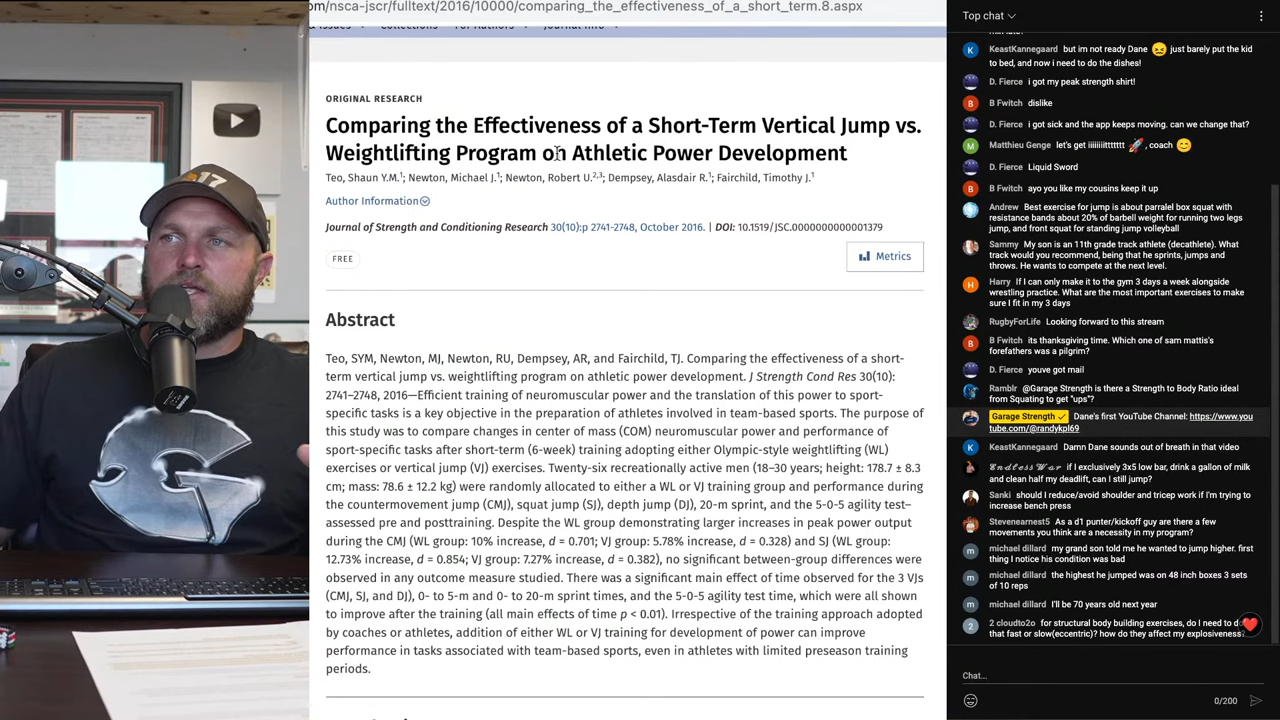 om/nsca-jscr/fulltext/2016/10000/comparing_the_effectiveness_of_a_short_term.8.aspx
& Issues Collections For Authors Journal Info
ORIGINAL RESEARCH
Comparing the Effectiveness of a Short-Term Vertical Jump vs.
Weightlifting Program on Athletic Power Development
Teo, Shaun Y.M.1; Newton, Michael J.1; Newton, Robert U.2,3; Dempsey, Alasdair R.1; Fairchild, Timothy J.1
Author Information
Journal of Strength and Conditioning Research 30(10):p 2741-2748, October 2016. | DOI: 10.1519/JSC.0000000000001379
FREE
Metrics
Abstract
Teo, SYM, Newton, MJ, Newton, RU, Dempsey, AR, and Fairchild, TJ. Comparing the effectiveness of a short-
term vertical jump vs. weightlifting program on athletic power development. J Strength Cond Res 30(10):
2741–2748, 2016—Efficient training of neuromuscular power and the translation of this power to sport-
specific tasks is a key objective in the preparation of athletes involved in team-based sports. The purpose of
this study was to compare changes in center of mass (COM) neuromuscular power and performance of
sport-specific tasks after short-term (6-week) training adopting either Olympic-style weightlifting (WL)
exercises or vertical jump (VJ) exercises. Twenty-six recreationally active men (18–30 years; height: 178.7 ± 8.3
cm; mass: 78.6 ± 12.2 kg) were randomly allocated to either a WL or VJ training group and performance during
the countermovement jump (CMJ), squat jump (SJ), depth jump (DJ), 20-m sprint, and the 5-0-5 agility test–
assessed pre and posttraining. Despite the WL group demonstrating larger increases in peak power output
during the CMJ (WL group: 10% increase, d = 0.701; VJ group: 5.78% increase, d = 0.328) and SJ (WL group:
12.73% increase, d = 0.854; VJ group: 7.27% increase, d = 0.382), no significant between-group differences were
observed in any outcome measure studied. There was a significant main effect of time observed for the 3 VJs
(CMJ, SJ, and DJ), 0- to 5-m and 0- to 20-m sprint times, and the 5-0-5 agility test time, which were all shown
to improve after the training (all main effects of time p < 0.01). Irrespective of the training approach adopted
by coaches or athletes, addition of either WL or VJ training for development of power can improve
performance in tasks associated with team-based sports, even in athletes with limited preseason training
periods.
17
Top chat
KeastKannegaard but im not ready Dane 😖 just barely put the kid
to bed, and now i need to do the dishes!
D. Fierce i got my peak strength shirt!
B Fwitch dislike
D. Fierce i got sick and the app keeps moving. can we change that?
Matthieu Genge let's get iiiiiiiitttttt 🚀, coach 😊
D. Fierce Liquid Sword
B Fwitch ayo you like my cousins keep it up
Andrew Best exercise for jump is about parralel box squat with
resistance bands about 20% of barbell weight for running two legs
jump, and front squat for standing jump volleyball
Sammy My son is an 11th grade track athlete (decathlete). What
track would you recommend, being that he sprints, jumps and
throws. He wants to compete at the next level.
Harry If I can only make it to the gym 3 days a week alongside
wrestling practice. What are the most important exercises to make
sure I fit in my 3 days
RugbyForLife Looking forward to this stream
B Fwitch its thanksgiving time. Which one of sam mattis's
forefathers was a pilgrim?
D. Fierce youve got mail
Ramblr @Garage Strength is there a Strength to Body Ratio ideal
from Squating to get "ups"?
Garage Strength ✓ Dane's first YouTube Channel: https://www.you
tube.com/@randykpl69
KeastKannegaard Damn Dane sounds out of breath in that video
𝓔𝓷𝓭𝓵𝓮𝓼𝓼 𝓦𝓪𝓻 if I exclusively 3x5 low bar, drink a gallon of milk
and clean half my deadlift, can I still jump?
Sanki should I reduce/avoid shoulder and tricep work if I'm trying to
increase bench press
Stevenearnest5 As a d1 punter/kickoff guy are there a few
movements you think are a necessity in my program?
michael dillard my grand son told me he wanted to jump higher. first
thing I notice his condition was bad
michael dillard the highest he jumped was on 48 inch boxes 3 sets
of 10 reps
michael dillard I'll be 70 years old next year
2 cloudto2o for structural body building exercises, do I need to do
that fast or slow(eccentric)? how do they affect my explosiveness?
Chat...
0/200